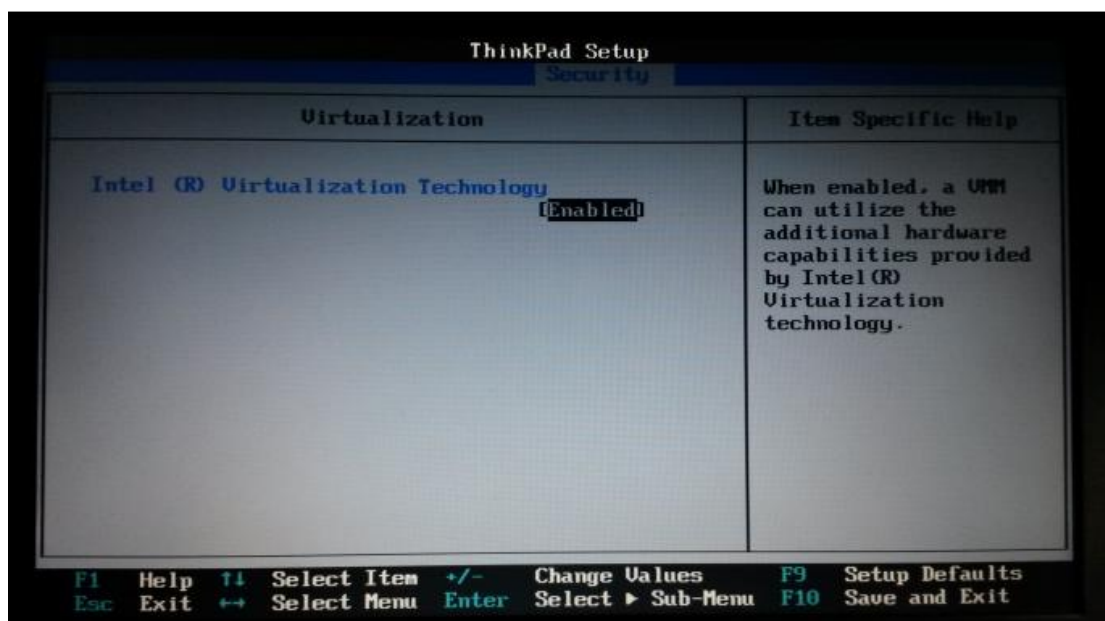 ThinkPad Setup
Security
Virtualization
Item Specific Help
Intel (R) Virtualization Technology
[Enabled]
When enabled, a VMM
can utilize the
additional hardware
capabilities provided
by Intel(R)
Virtualization
technology.
F1 Help ↑↓ Select Item +/- Change Values F9 Setup Defaults
Esc Exit ↔ Select Menu Enter Select ▶ Sub-Menu F10 Save and Exit